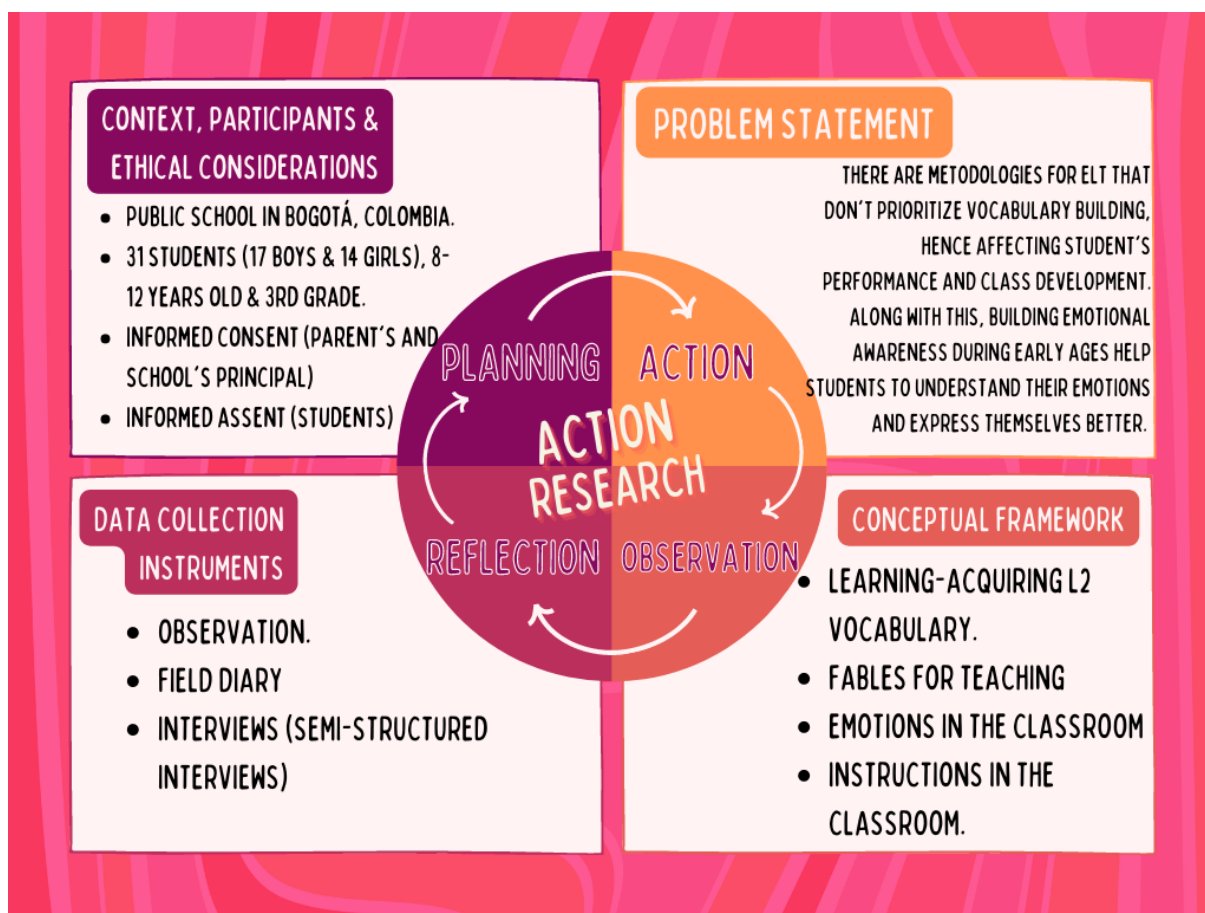 CONTEXT, PARTICIPANTS &
ETHICAL CONSIDERATIONS
• PUBLIC SCHOOL IN BOGOTÁ, COLOMBIA.
• 31 STUDENTS (17 BOYS & 14 GIRLS), 8-
12 YEARS OLD & 3RD GRADE.
• INFORMED CONSENT (PARENT'S AND
SCHOOL'S PRINCIPAL)
• INFORMED ASSENT (STUDENTS)
PROBLEM STATEMENT
THERE ARE METODOLOGIES FOR ELT THAT
DON'T PRIORITIZE VOCABULARY BUILDING,
HENCE AFFECTING STUDENT'S
PERFORMANCE AND CLASS DEVELOPMENT.
ALONG WITH THIS, BUILDING EMOTIONAL
AWARENESS DURING EARLY AGES HELP
STUDENTS TO UNDERSTAND THEIR EMOTIONS
AND EXPRESS THEMSELVES BETTER.
PLANNING
ACTION
ACTION
RESEARCH
REFLECTION
OBSERVATION
DATA COLLECTION
INSTRUMENTS
• OBSERVATION.
• FIELD DIARY
• INTERVIEWS (SEMI-STRUCTURED
INTERVIEWS)
CONCEPTUAL FRAMEWORK
• LEARNING-ACQUIRING L2
VOCABULARY.
• FABLES FOR TEACHING
• EMOTIONS IN THE CLASSROOM
• INSTRUCTIONS IN THE
CLASSROOM.